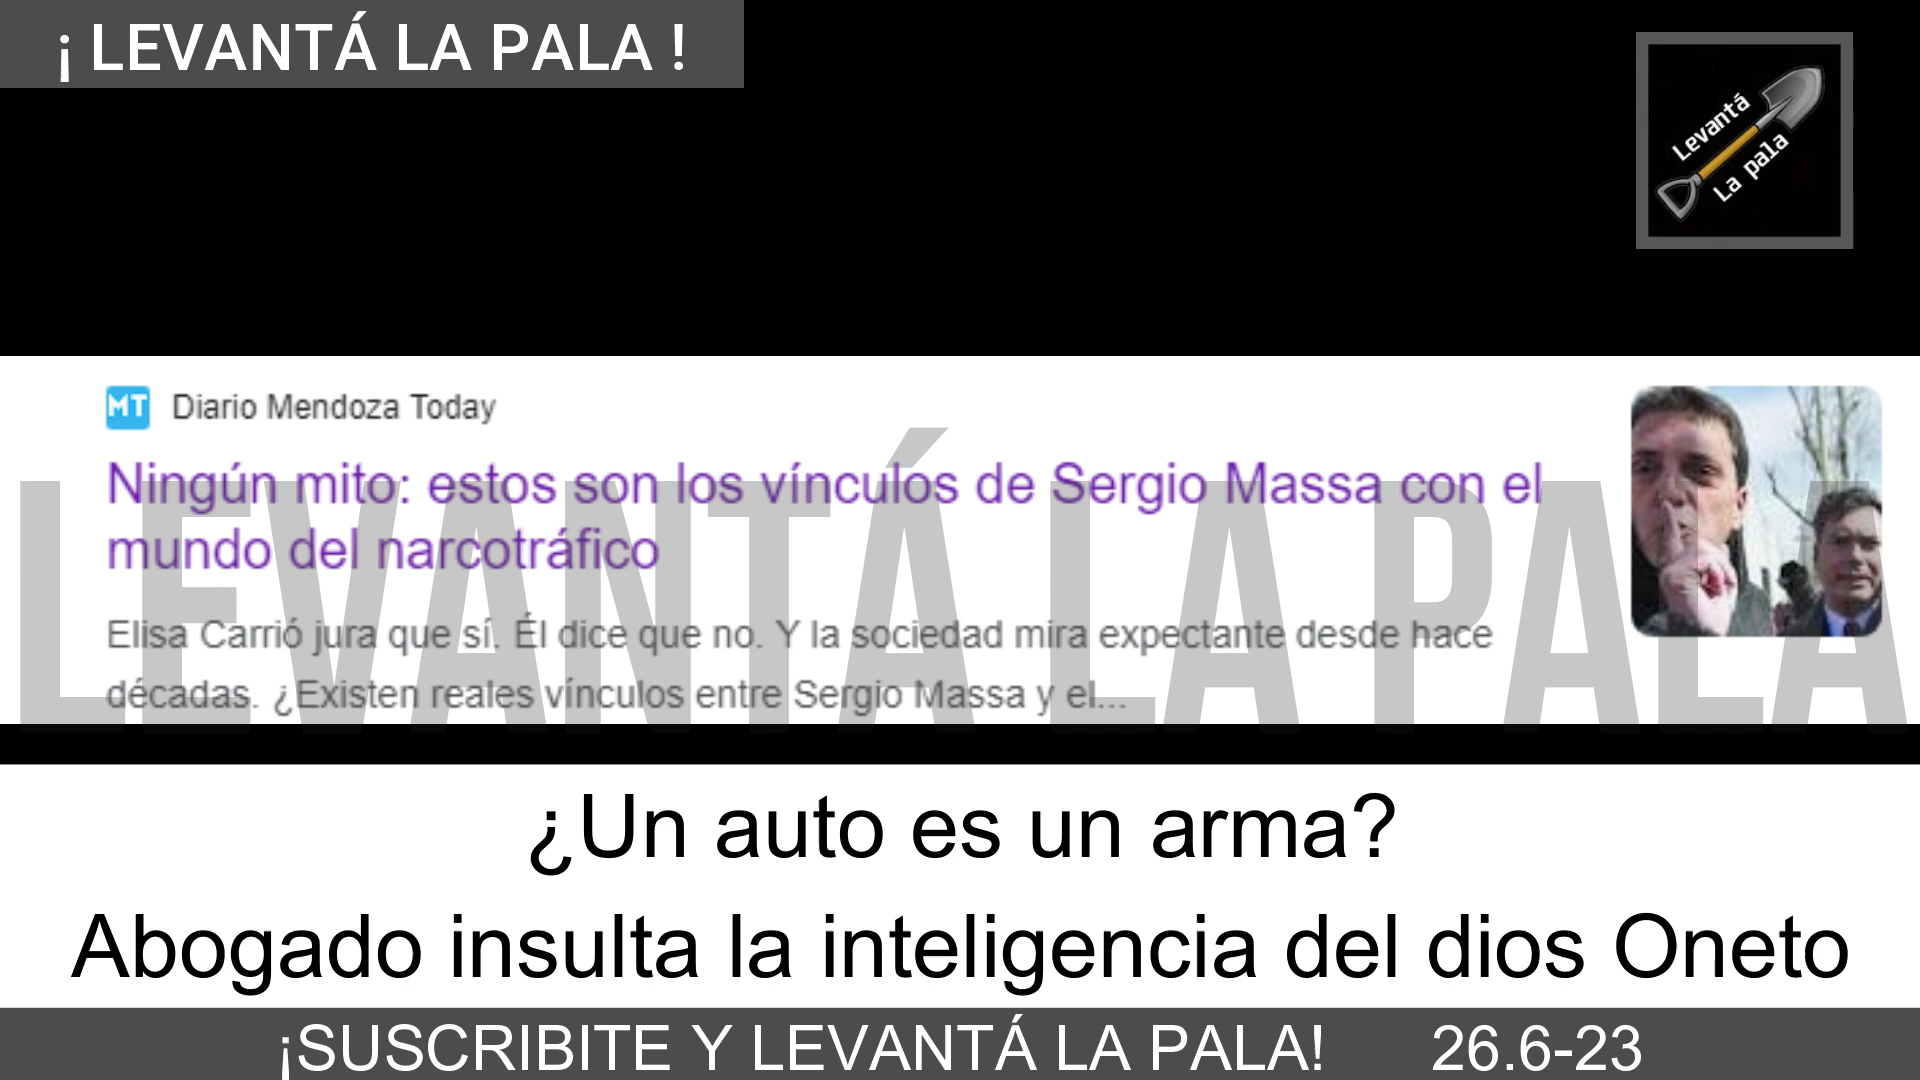 ¡ LEVANTÁ LA PALA !
Levantá
La pala
MT Diario Mendoza Today
Ningún mito: estos son los vínculos de Sergio Massa con el
mundo del narcotráfico
Elisa Carrió jura que sí. Él dice que no. Y la sociedad mira expectante desde hace
décadas. ¿Existen reales vínculos entre Sergio Massa y el...
LEVANTÁ LA PALA
¿Un auto es un arma?
Abogado insulta la inteligencia del dios Oneto
¡SUSCRIBITE Y LEVANTÁ LA PALA! 26.6-23